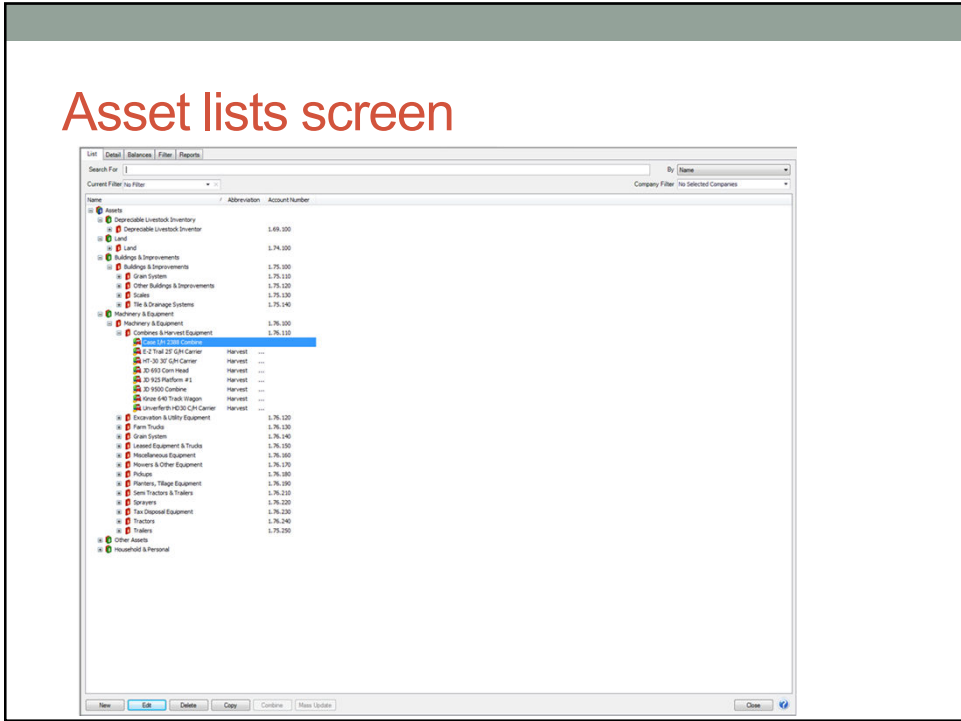 Asset lists screen
List Detail Balances Filter Reports
Search For By Name
Current Filter No Filter Company Filter No Selected Companies
Name Abbreviation Account Number
Assets
Depreciable Livestock Inventory
Depreciable Livestock Inventor 1.69.100
Land
Land 1.74.100
Buildings & Improvements
Buildings & Improvements 1.75.100
Grain System 1.75.110
Other Buildings & Improvements 1.75.120
Scales 1.75.130
Tile & Drainage Systems 1.75.140
Machinery & Equipment
Machinery & Equipment 1.76.100
Combines & Harvest Equipment 1.76.110
Case I/H 2388 Combine
E-Z Trail 25' G/H Carrier Harvest ...
HT-30 30' G/H Carrier Harvest ...
JD 693 Corn Head Harvest ...
JD 925 Platform #1 Harvest ...
JD 9500 Combine Harvest ...
Kinze 640 Track Wagon Harvest ...
Unverferth HD30 C/H Carrier Harvest ...
Excavation & Utility Equipment 1.76.120
Farm Trucks 1.76.130
Grain System 1.76.140
Leased Equipment & Trucks 1.76.150
Miscellaneous Equipment 1.76.160
Mowers & Other Equipment 1.76.170
Pickups 1.76.180
Planters, Tillage Equipment 1.76.190
Semi Tractors & Trailers 1.76.210
Sprayers 1.76.220
Tax Disposal Equipment 1.76.230
Tractors 1.76.240
Trailers 1.75.250
Other Assets
Household & Personal
New Edit Delete Copy Combine Mass Update Close ?